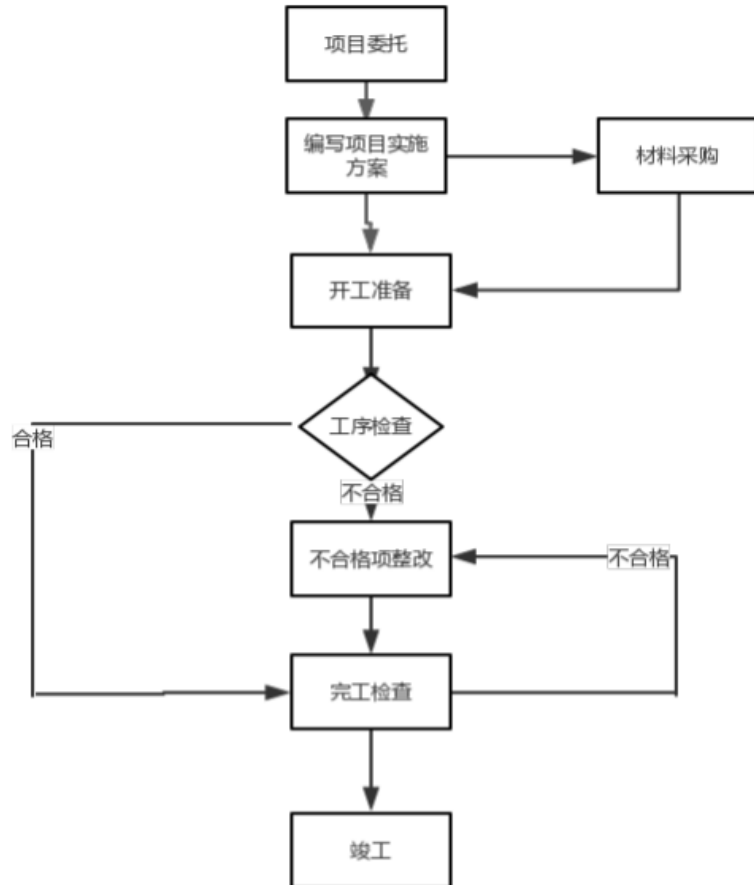 项目委托
编写项目实施
方案
材料采购
开工准备
工序检查
合格
不合格
不合格项整改
不合格
完工检查
竣工